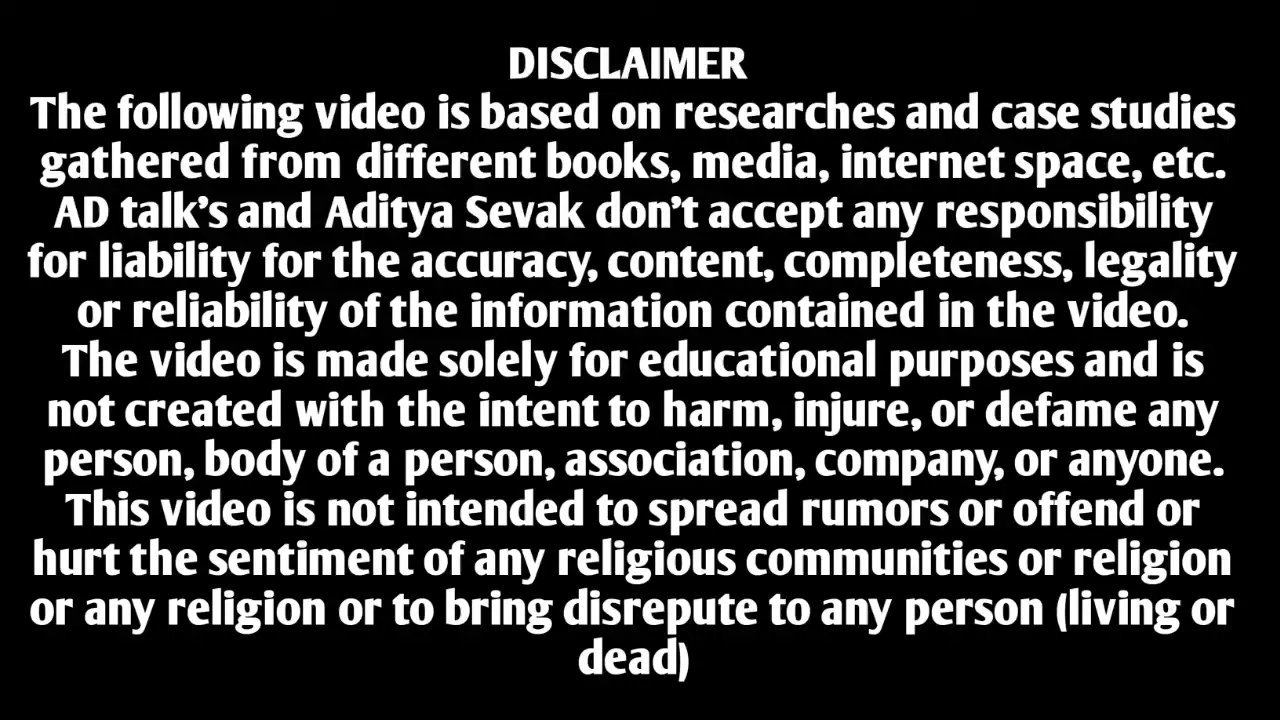 DISCLAIMER
The following video is based on researches and case studies
gathered from different books, media, internet space, etc.
AD talk's and Aditya Sevak don't accept any responsibility
for liability for the accuracy, content, completeness, legality
or reliability of the information contained in the video.
The video is made solely for educational purposes and is
not created with the intent to harm, injure, or defame any
person, body of a person, association, company, or anyone.
This video is not intended to spread rumors or offend or
hurt the sentiment of any religious communities or religion
or any religion or to bring disrepute to any person (living or
dead)